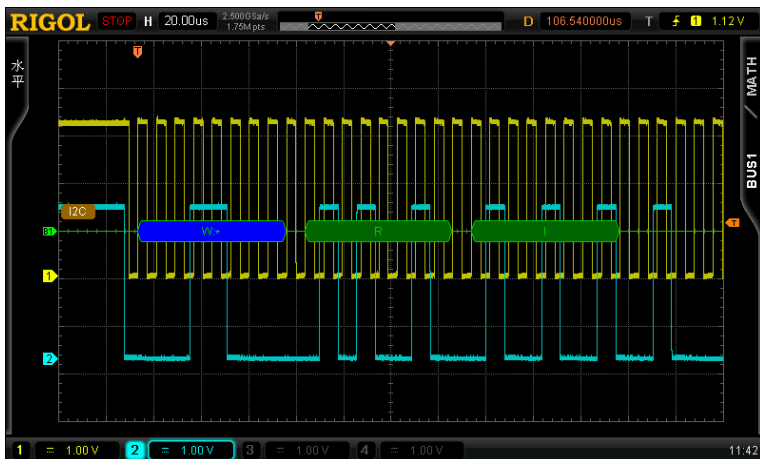 RIGOL STOP H 20.00us 2.500GSa/s D 106.540000us T 1 1.12 V
1.75M pts
T
T
水平
MATH
BUS1
I2C
B1 W:* R I T
1
2
1 = 1.00 V 2 = 1.00 V 3 = 1.00 V 4 = 1.00 V 11:42